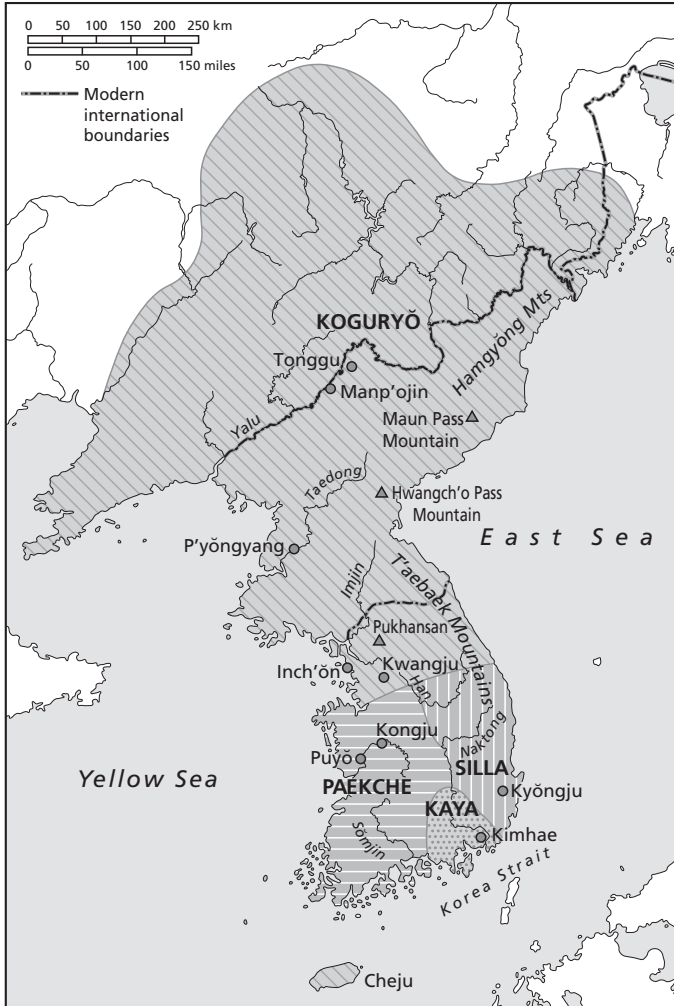 0 50 100 150 200 250 km
0 50 100 150 miles
Modern
international
boundaries
KOGURYŎ
Hamgyŏng Mts
Tonggu
Manp'ojin
Maun Pass
Mountain
Yalu
Taedong
Hwangch'o Pass
Mountain
East Sea
P'yŏngyang
Imjin
T'aebaek Mountains
Pukhansan
Inch'ŏn
Kwangju
Han
Kongju
Naktong
Puyŏ
SILLA
Yellow Sea
PAEKCHE
Kyŏngju
KAYA
Sŏmjin
Kimhae
Korea Strait
Cheju